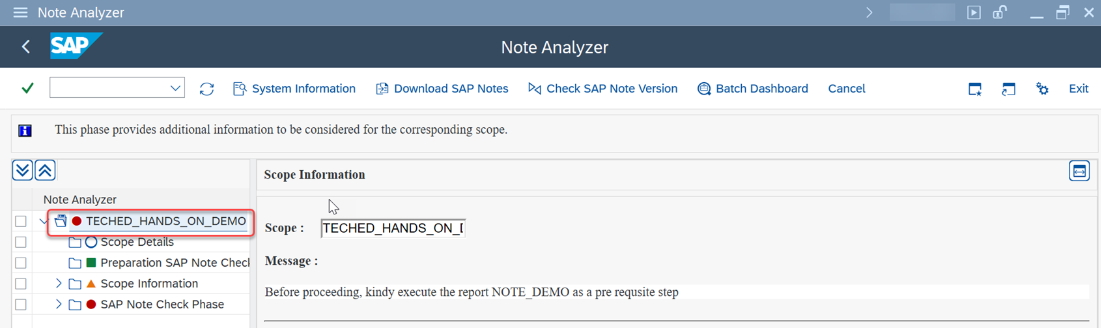 Note Analyzer
SAP Note Analyzer
System Information Download SAP Notes Check SAP Note Version Batch Dashboard Cancel Exit
This phase provides additional information to be considered for the corresponding scope.
Scope Information
Note Analyzer
TECHED_HANDS_ON_DEMO
Scope : TECHED_HANDS_ON_D
Scope Details
Preparation SAP Note Check
Message :
Scope Information
Before proceeding, kindy execute the report NOTE_DEMO as a pre requsite step
SAP Note Check Phase